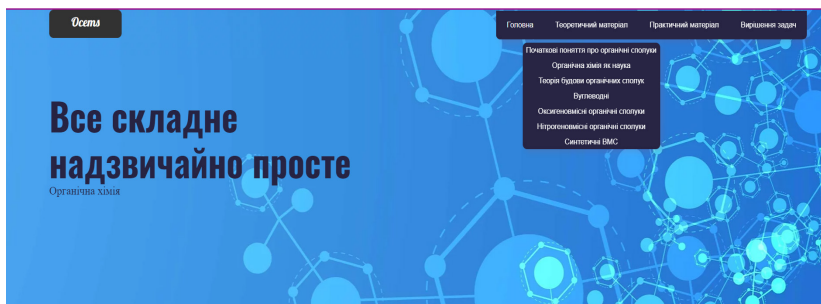 Ocems
Головна Теоретичний матеріал Практичний матеріал Вирішення задач
Початкові поняття про органічні сполуки
Органічна хімія як наука
Теорія будови органічних сполук
Вуглеводні
Оксигеновмісні органічні сполуки
Нітрогеновмісні органічні сполуки
Синтетичні ВМС
Все складне
надзвичайно просте
Органічна хімія